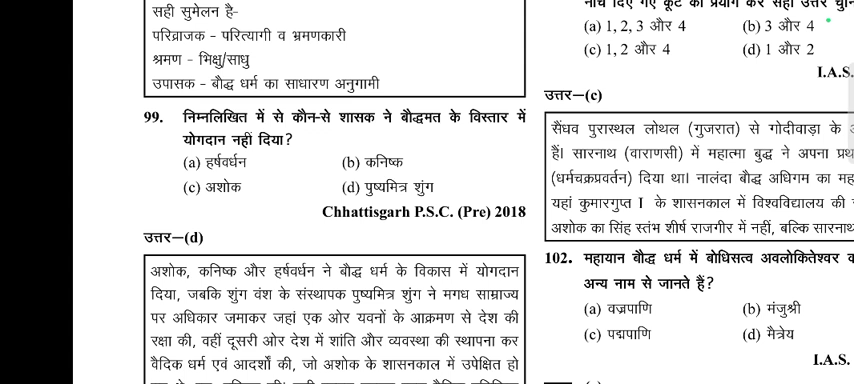 सही सुमेलन है-
परिव्राजक - परित्यागी व भ्रमणकारी
श्रमण - भिक्षु/साधु
उपासक - बौद्ध धर्म का साधारण अनुगामी
99. निम्नलिखित में से कौन-से शासक ने बौद्धमत के विस्तार में
योगदान नहीं दिया?
(a) हर्षवर्धन (b) कनिष्क
(c) अशोक (d) पुष्यमित्र शुंग
Chhattisgarh P.S.C. (Pre) 2018
उत्तर–(d)
अशोक, कनिष्क और हर्षवर्धन ने बौद्ध धर्म के विकास में योगदान
दिया, जबकि शुंग वंश के संस्थापक पुष्यमित्र शुंग ने मगध साम्राज्य
पर अधिकार जमाकर जहां एक ओर यवनों के आक्रमण से देश की
रक्षा की, वहीं दूसरी ओर देश में शांति और व्यवस्था की स्थापना कर
वैदिक धर्म एवं आदर्शों की, जो अशोक के शासनकाल में उपेक्षित हो
नीचे दिए गए कूट का प्रयोग कर सही उत्तर
(a) 1, 2, 3 और 4 (b) 3 और 4
(c) 1, 2 और 4 (d) 1 और 2
I.A.S.
उत्तर–(c)
सैंधव पुरास्थल लोथल (गुजरात) से गोदीवाड़ा के
हैं। सारनाथ (वाराणसी) में महात्मा बुद्ध ने अपना
(धर्मचक्रप्रवर्तन) दिया था। नालंदा बौद्ध अधिगम का
यहां कुमारगुप्त I के शासनकाल में विश्वविद्यालय की
अशोक का सिंह स्तंभ शीर्ष राजगीर में नहीं, बल्कि सारनाथ
102. महायान बौद्ध धर्म में बोधिसत्व अवलोकितेश्वर
अन्य नाम से जानते हैं?
(a) वज्रपाणि (b) मंजुश्री
(c) पद्मपाणि (d) मैत्रेय
I.A.S.